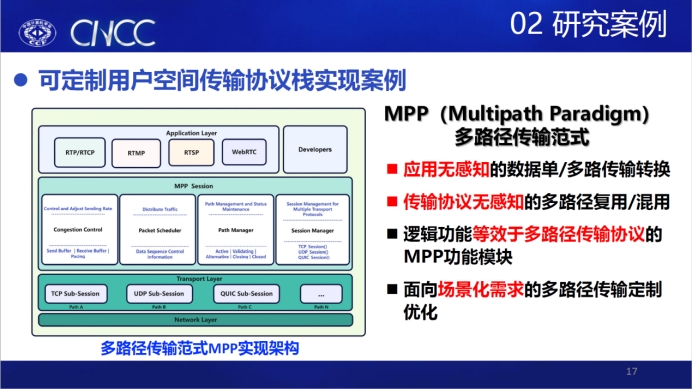 CNCC
02 研究案例
可定制用户空间传输协议栈实现案例
Application Layer
RTP/RTCP
RTMP
RTSP
WebRTC
Developers
MPP Session
Control and Adjust Sending Rate
Congestion Control
Send Buffer | Receive Buffer |
Pacing
Distribute Traffic
Packet Scheduler
Data Sequence Control
Information
Path Management and Status
Maintenance
Path Manager
Active | Validating |
Alternative | Closing | Closed
Session Management for
Multiple Transport
Protocols
Session Manager
TCP Session()
UDP Session()
QUIC Session()
Transport Layer
TCP Sub-Session
UDP Sub-Session
QUIC Sub-Session
...
Path A
Path B
Path C
Path N
Network Layer
多路径传输范式MPP实现架构
MPP（Multipath Paradigm）
多路径传输范式
应用无感知的数据单/多路传输转换
传输协议无感知的多路径复用/混用
逻辑功能等效于多路径传输协议的
MPP功能模块
面向场景化需求的多路径传输定制
优化
17